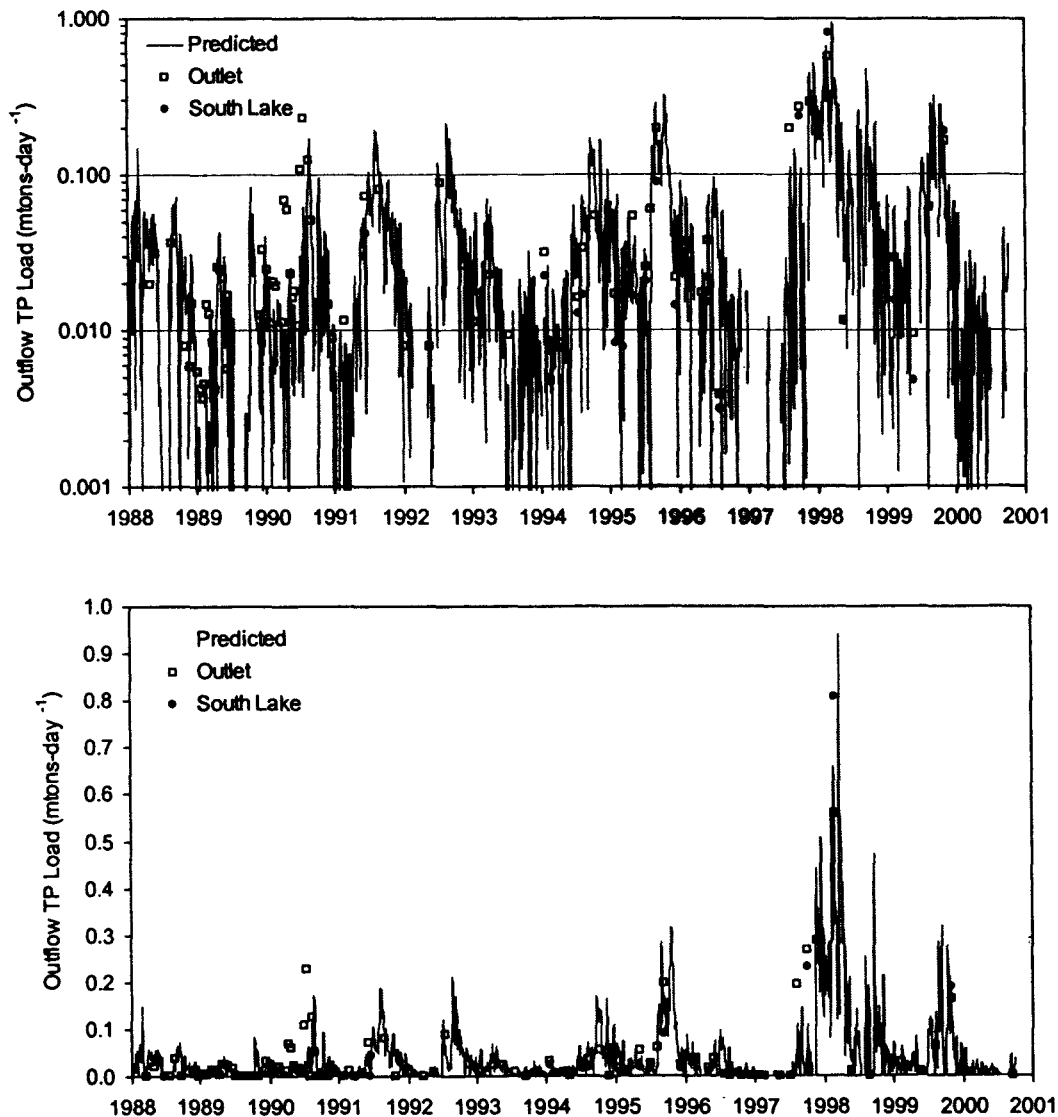 1.000
Predicted
Outlet
South Lake
0.100
0.010
0.001
Outflow TP Load (mtons-day -1)
1988 1989 1990 1991 1992 1993 1994 1995 1996 1997 1998 1999 2000 2001
1.0
0.9
0.8
0.7
0.6
0.5
0.4
0.3
0.2
0.1
0.0
Predicted
Outlet
South Lake
Outflow TP Load (mtons-day -1)
1988 1989 1990 1991 1992 1993 1994 1995 1996 1997 1998 1999 2000 2001